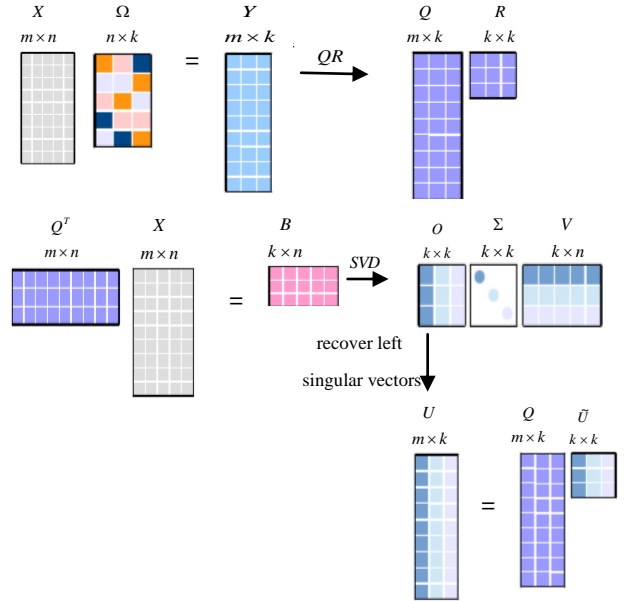 X Ω Y Q R
m × n n × k m × k m × k k × k
= QR
Q^T X B O Σ V
m × n m × n k × n k × k k × k k × n
= SVD
recover left
singular vectors
U Q Ũ
m × k m × k k × k
=